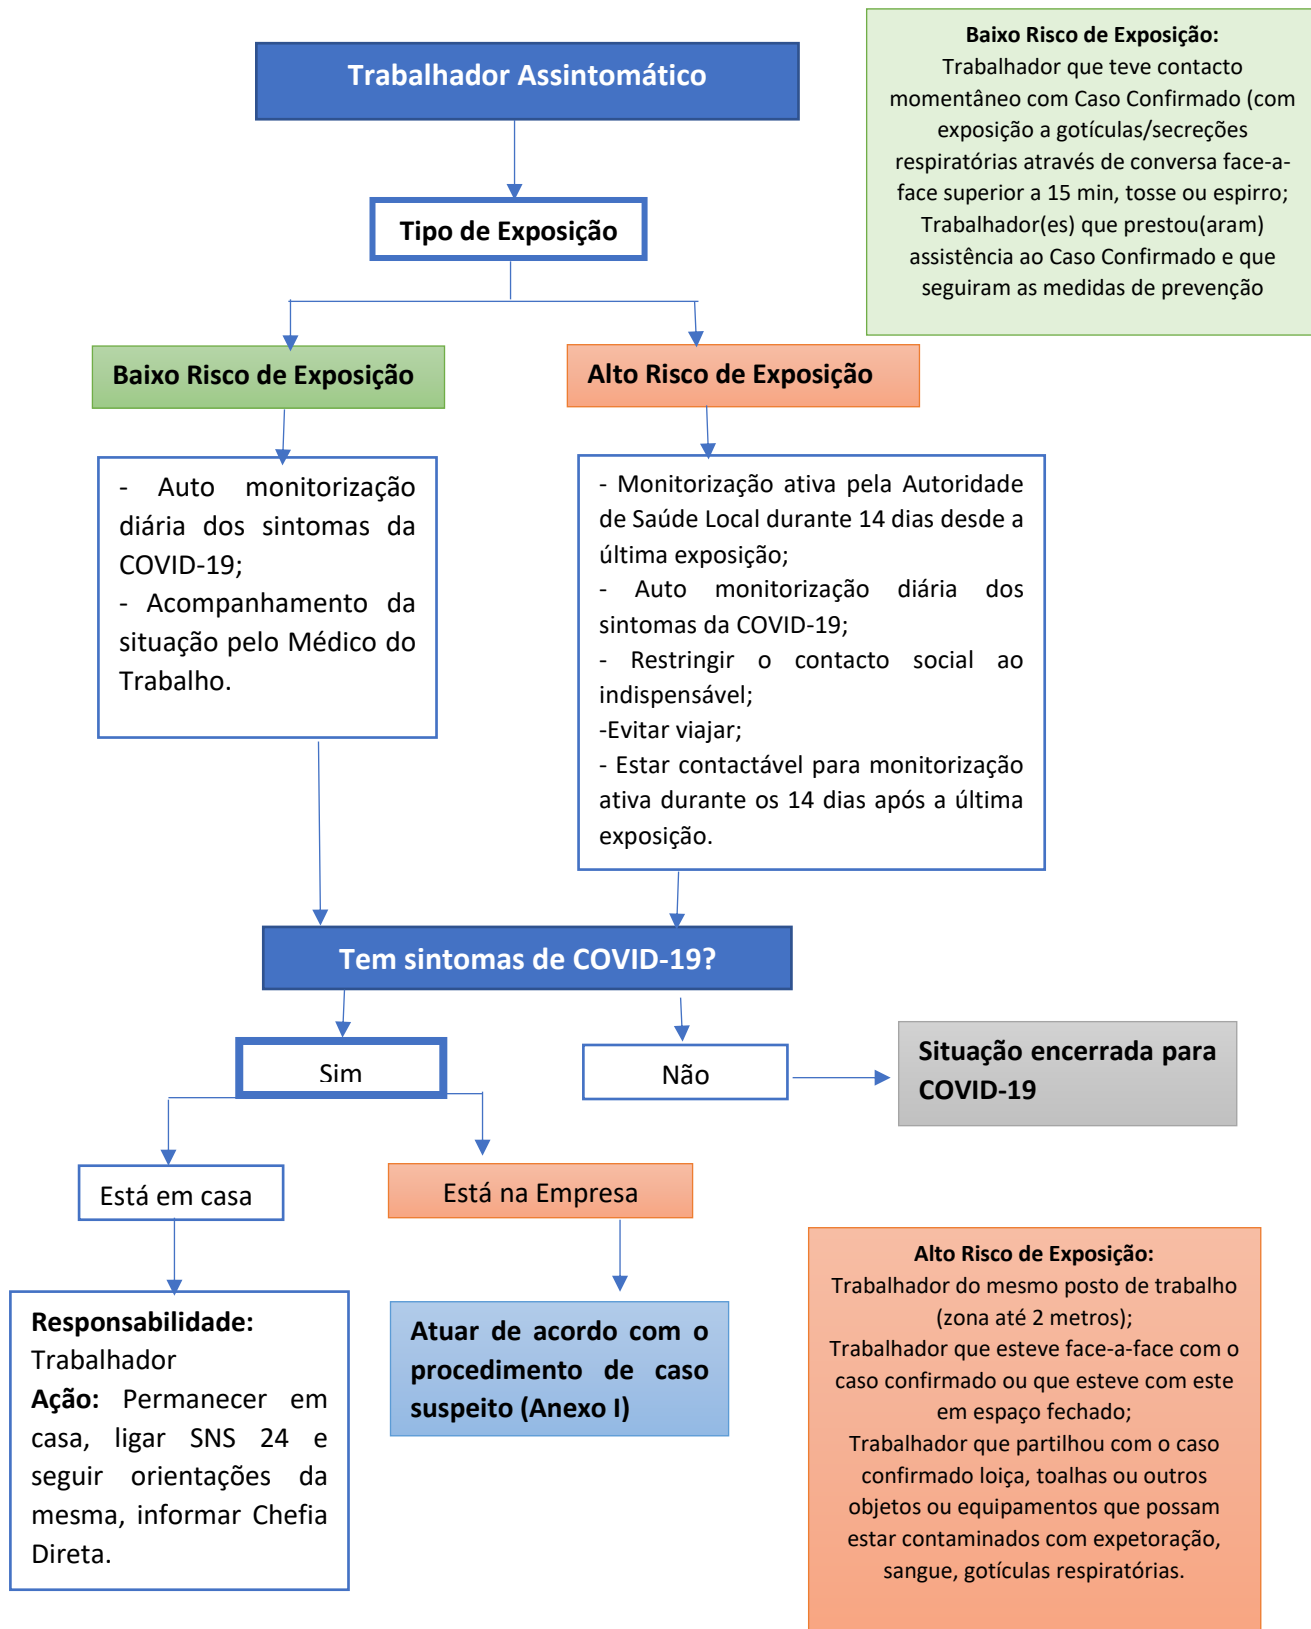 Baixo Risco de Exposição:
Trabalhador que teve contacto
momentâneo com Caso Confirmado (com
exposição a gotículas/secreções
respiratórias através de conversa face-a-
face superior a 15 min, tosse ou espirro;
Trabalhador(es) que prestou(aram)
assistência ao Caso Confirmado e que
seguiram as medidas de prevenção
Trabalhador Assintomático
Tipo de Exposição
Baixo Risco de Exposição
Alto Risco de Exposição
- Auto monitorização
diária dos sintomas da
COVID-19;
- Acompanhamento da
situação pelo Médico do
Trabalho.
- Monitorização ativa pela Autoridade
de Saúde Local durante 14 dias desde a
última exposição;
- Auto monitorização diária dos
sintomas da COVID-19;
- Restringir o contacto social ao
indispensável;
-Evitar viajar;
- Estar contactável para monitorização
ativa durante os 14 dias após a última
exposição.
Tem sintomas de COVID-19?
Sim
Não
Situação encerrada para
COVID-19
Está em casa
Está na Empresa
Responsabilidade:
Trabalhador
Ação: Permanecer em
casa, ligar SNS 24 e
seguir orientações da
mesma, informar Chefia
Direta.
Atuar de acordo com o
procedimento de caso
suspeito (Anexo I)
Alto Risco de Exposição:
Trabalhador do mesmo posto de trabalho
(zona até 2 metros);
Trabalhador que esteve face-a-face com o
caso confirmado ou que esteve com este
em espaço fechado;
Trabalhador que partilhou com o caso
confirmado loiça, toalhas ou outros
objetos ou equipamentos que possam
estar contaminados com expetoração,
sangue, gotículas respiratórias.